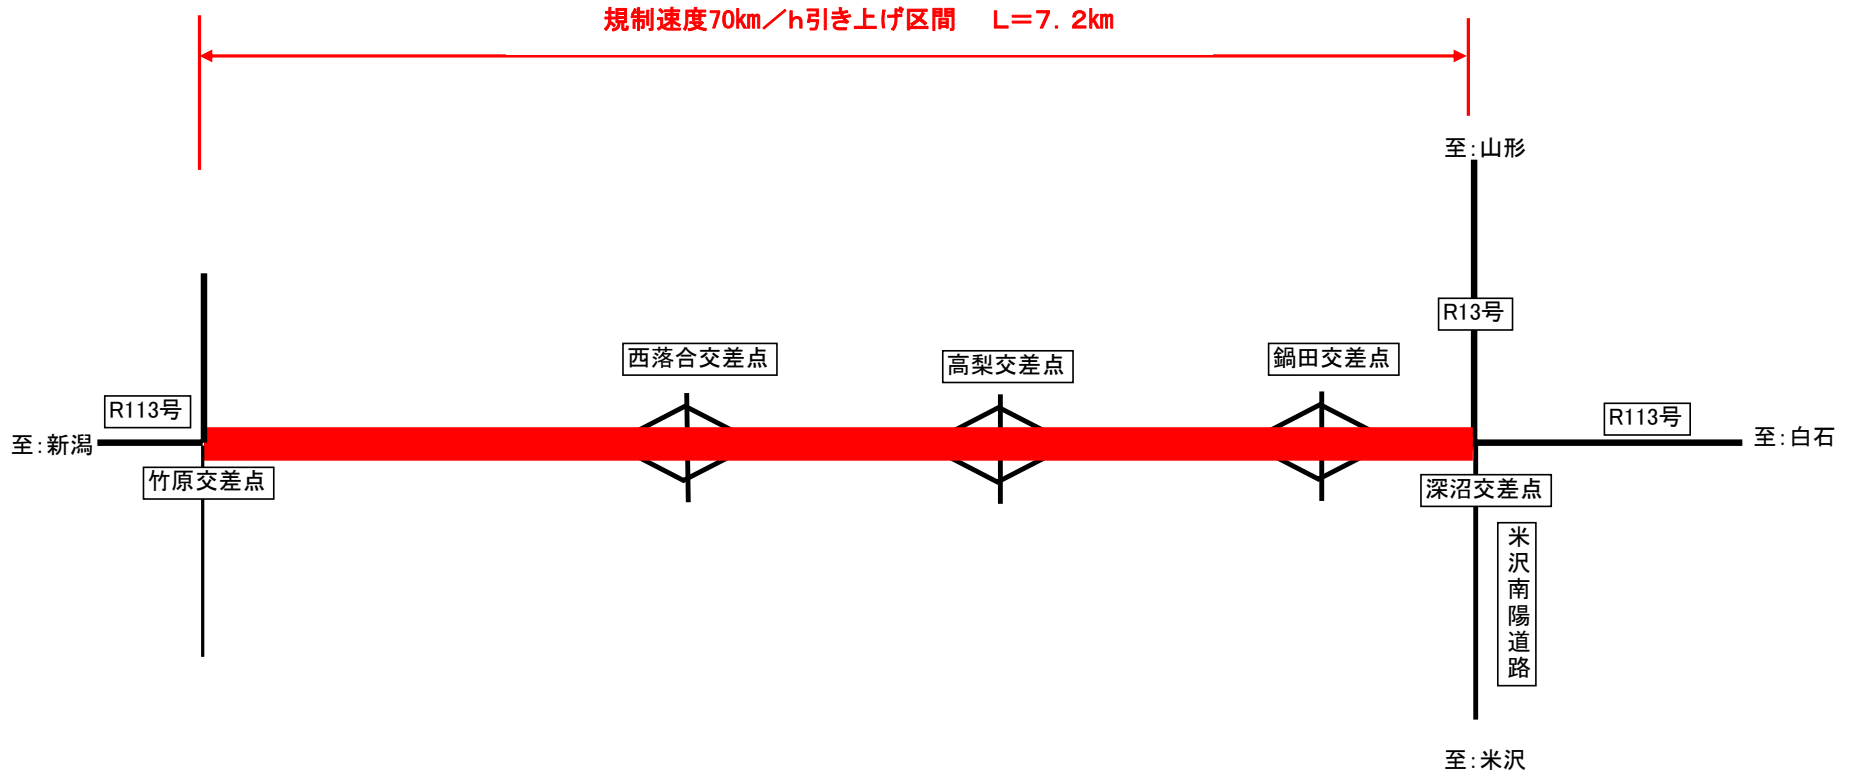 規制速度70km／h引き上げ区間　L＝7．2km
至：山形
R13号
西落合交差点
高梨交差点
鍋田交差点
R113号
R113号
至：新潟
至：白石
竹原交差点
深沼交差点
米沢南陽道路
至：米沢